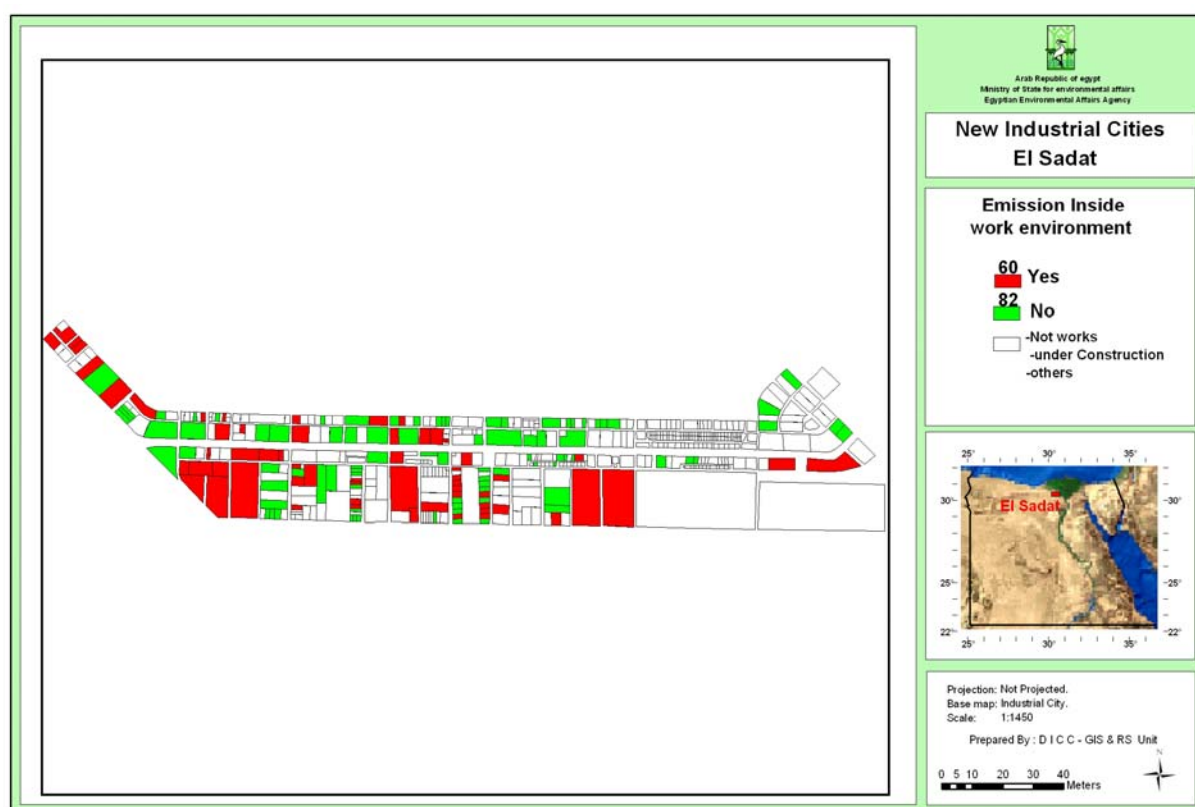 Arab Republic of egypt
Ministry of State for environmental affairs
Egyptian Environmental Affairs Agency
New Industrial Cities
El Sadat
Emission Inside
work environment
60
Yes
82
No
-Not works
-under Construction
-others
25° 30° 35°
30° -30°
El Sadat
25° -25°
22° 22°
25° 30° 35°
Projection: Not Projected.
Base map: Industrial City.
Scale: 1:1450
Prepared By : D I C C - GIS & RS Unit
N
0 5 10 20 30 40
Meters